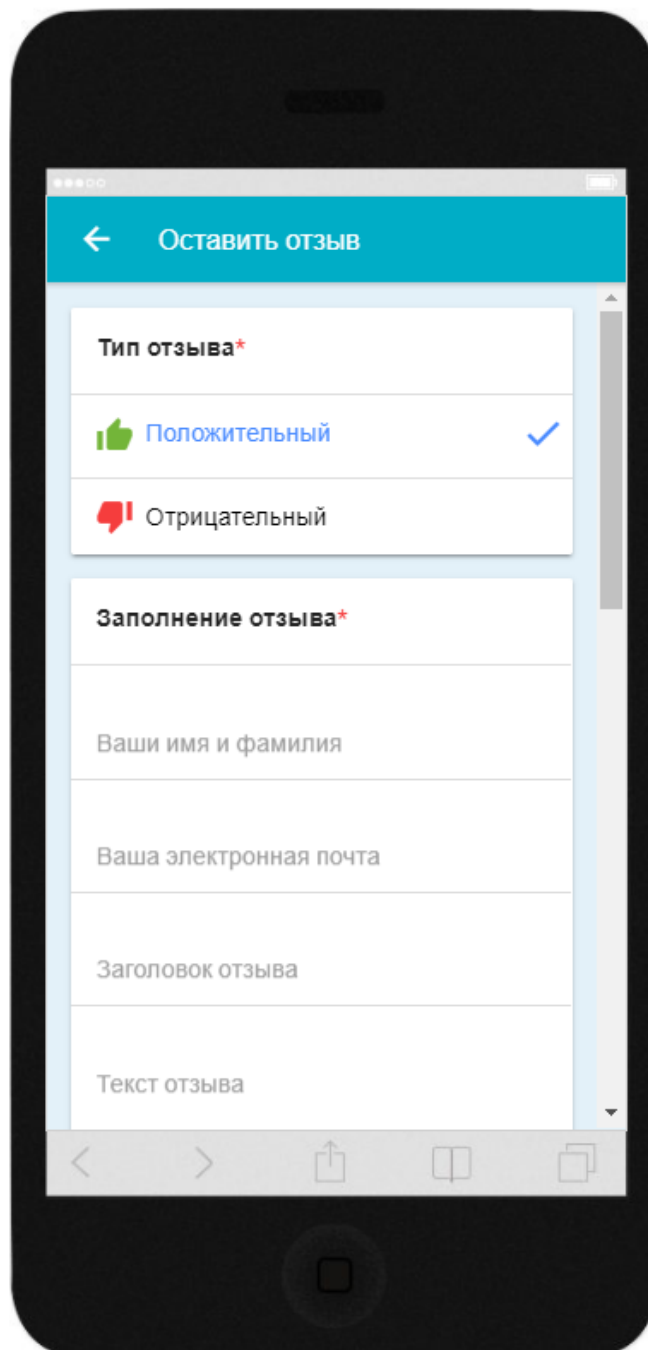 Оставить отзыв
Тип отзыва*
Положительный
Отрицательный
Заполнение отзыва*
Ваши имя и фамилия
Ваша электронная почта
Заголовок отзыва
Текст отзыва